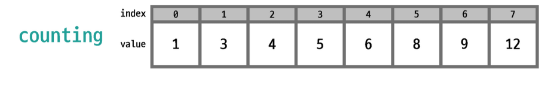 index 0 1 2 3 4 5 6 7
counting value 1 3 4 5 6 8 9 12